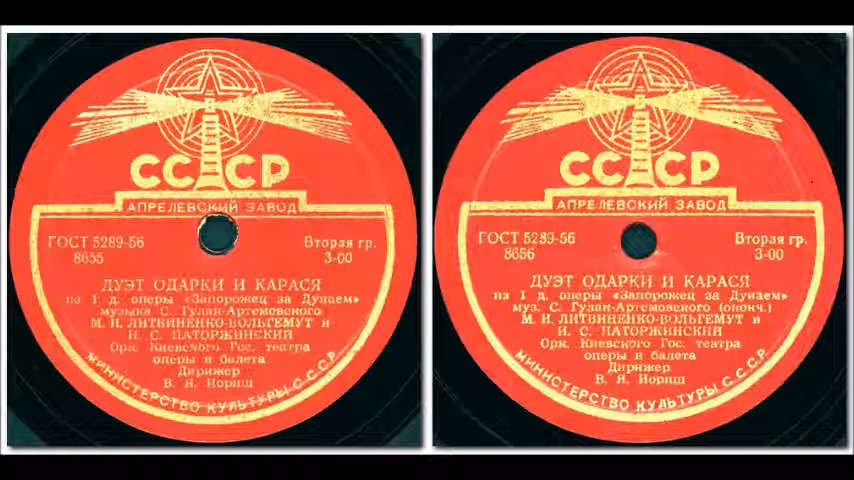 СССР
АПРЕЛЕВСКИЙ ЗАВОД
ГОСТ 5289-56
8655
Вторая гр.
3-00
ДУЭТ ОДАРКИ И КАРАСЯ
из 1 д. оперы «Запорожец за Дунаем»
музыка С. Гулак-Артемовского
М. И. ЛИТВИНЕНКО-ВОЛЬГЕМУТ и
И. С. ПАТОРЖИНСКИЙ
Орк. Киевского Гос. театра
оперы и балета
Дирижер
В. Я. Йориш
МИНИСТЕРСТВО КУЛЬТУРЫ С.С.С.Р.
СССР
АПРЕЛЕВСКИЙ ЗАВОД
ГОСТ 5289-56
8656
Вторая гр.
3-00
ДУЭТ ОДАРКИ И КАРАСЯ
из 1 д. оперы «Запорожец за Дунаем»
муз. С. Гулак-Артемовского (оконч.)
М. И. ЛИТВИНЕНКО-ВОЛЬГЕМУТ и
И. С. ПАТОРЖИНСКИЙ
Орк. Киевского Гос. театра
оперы и балета
Дирижер
В. Я. Йориш
МИНИСТЕРСТВО КУЛЬТУРЫ С.С.С.Р.